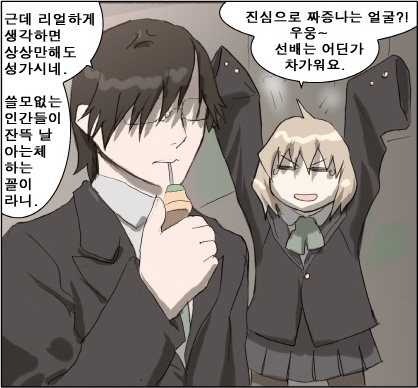 근데 리얼하게
생각하면
상상만해도
성가시네.
쓸모없는
인간들이
잔뜩 날
아는체
하는
꼴이
라니.
진심으로 짜증나는 얼굴?!
우웅~
선배는 어딘가
차가워요.